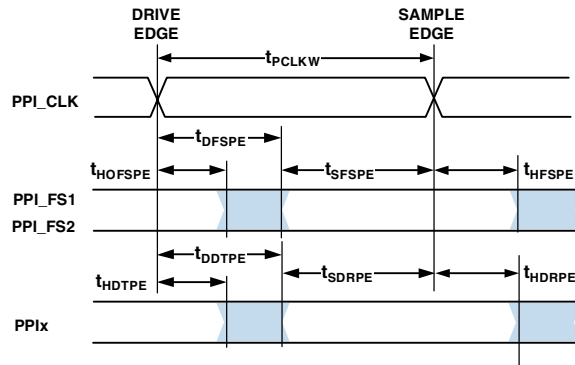 DRIVE
EDGE
SAMPLE
EDGE
tPCLKW
PPI_CLK
tDFSPE
tHOFSPE
tSFSPE
tHFSPE
PPI_FS1
PPI_FS2
tDDTPE
tHDTPE
tSDRPE
tHDRPE
PPIx